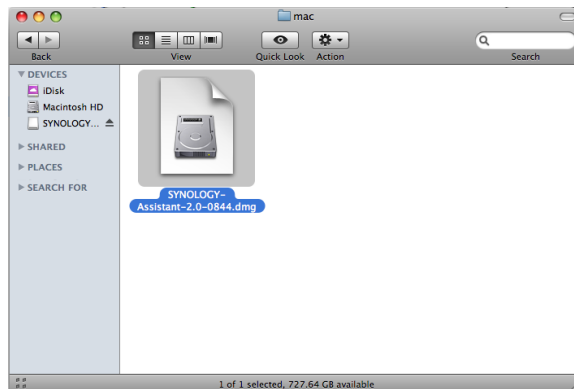 mac
Back
View
Quick Look
Action
Search
DEVICES
iDisk
Macintosh HD
SYNOLOGY...
SHARED
PLACES
SEARCH FOR
SYNOLOGY-
Assistant-2.0-0844.dmg
1 of 1 selected, 727.64 GB available